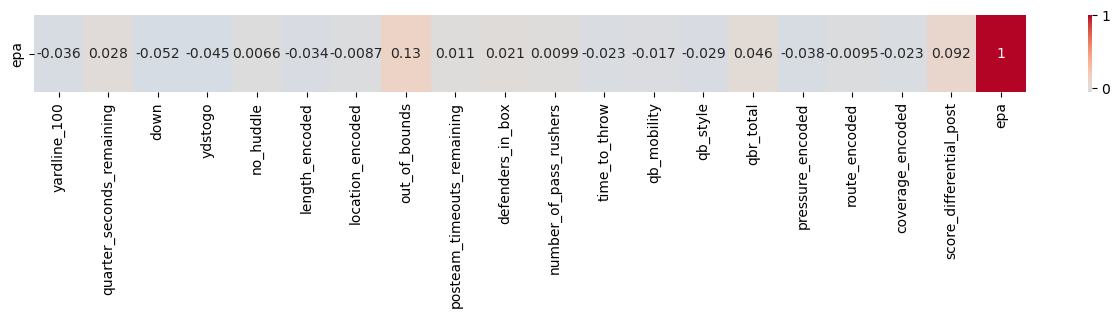 epa
-0.036 0.028 -0.052 -0.045 0.0066 -0.034 -0.0087 0.13 0.011 0.021 0.0099 -0.023 -0.017 -0.029 0.046 -0.038 -0.0095 -0.023 0.092 1
yardline_100
quarter_seconds_remaining
down
ydstogo
no_huddle
length_encoded
location_encoded
out_of_bounds
posteam_timeouts_remaining
defenders_in_box
number_of_pass_rushers
time_to_throw
qb_mobility
qb_style
qbr_total
pressure_encoded
route_encoded
coverage_encoded
score_differential_post
epa
1
0